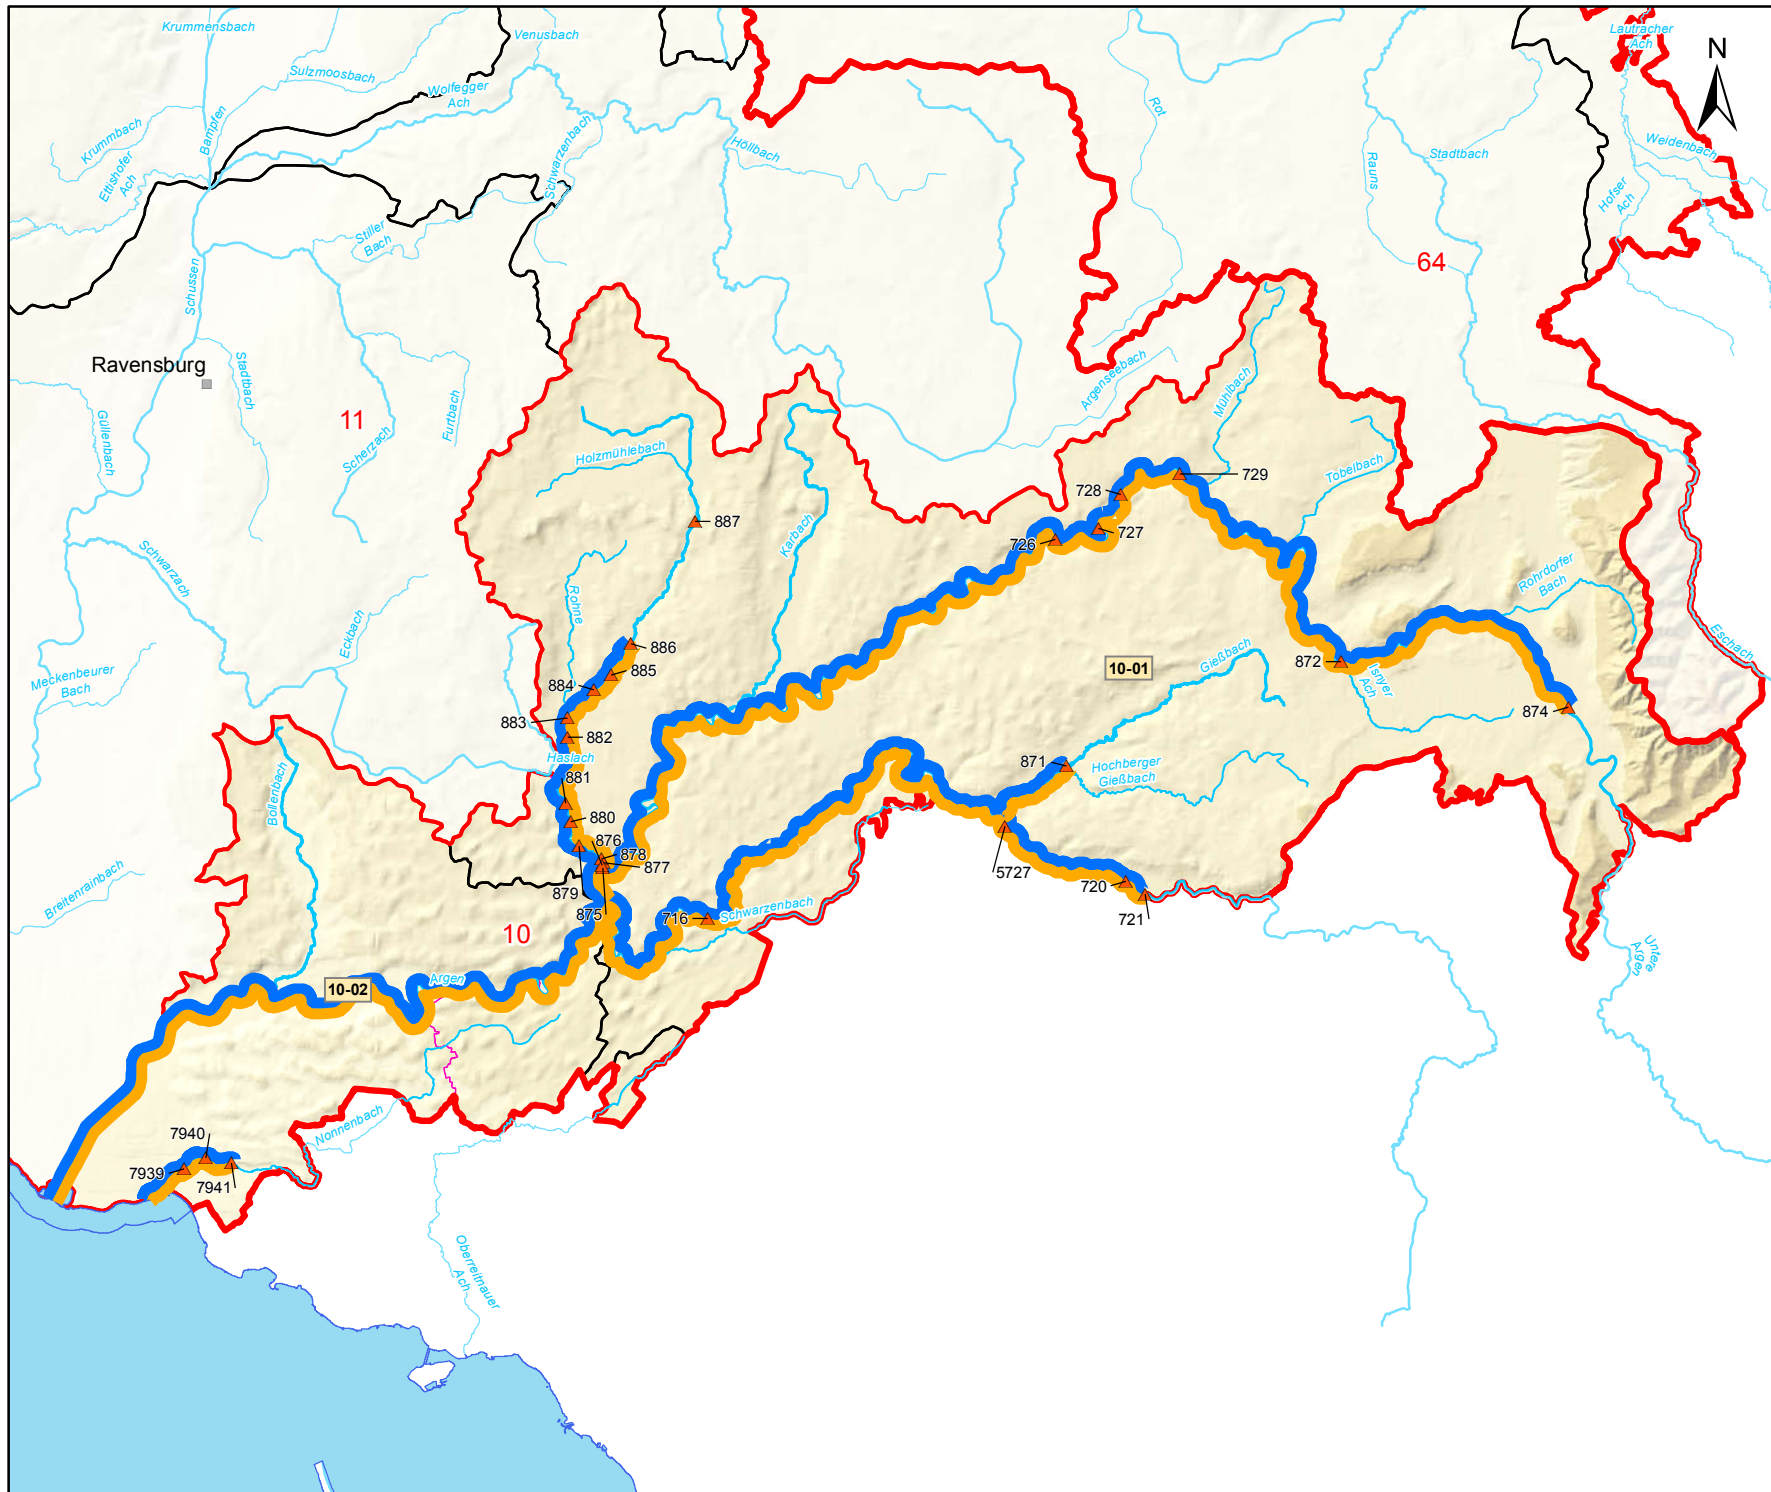 Krummensbach
Venusbach
Lautracher
Ach
N
Sulzmoosbach
Wolfegger
Ach
Rot
Krummbach
Bampfen
Schwarzenbach
Höllbach
Stadtbach
Weidenbach
Ettishofer
Ach
Rauns
Hofser
Ach
Stiller
Bach
64
Schussen
Ravensburg
Stadtbach
Argenseebach
Mühlbach
11
Güllenbach
Furtbach
Scherzach
Holzmühlebach
Tobelbach
729
728
887
Karbach
726
727
Schwarzach
Rohne
Rohrdorfer
Bach
Eckbach
Eschach
886
Gießbach
10-01
872
Meckenbeurer
Bach
885
884
Isnyer
Ach
883
874
882
Haslach
871
Hochberger
Gießbach
881
Bollenbach
880
876
878
877
5727
Breitenrainbach
879
720
721
875
716
Schwarzenbach
10
Untere
Argen
Argen
10-02
Nonnenbach
7940
7939
7941
Oberreitnauer
Ach